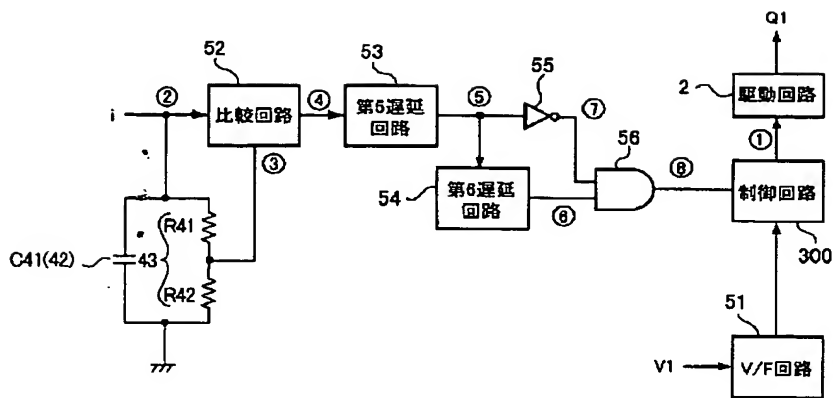 Q1
52
53
55
2
駆動回路
i
②
比較回路
④
第5遅延
回路
⑤
⑦
56
①
③
54
第6遅延
回路
⑥
⑧
制御回路
300
C41(42)
43
R41
R42
51
V1
V/F回路